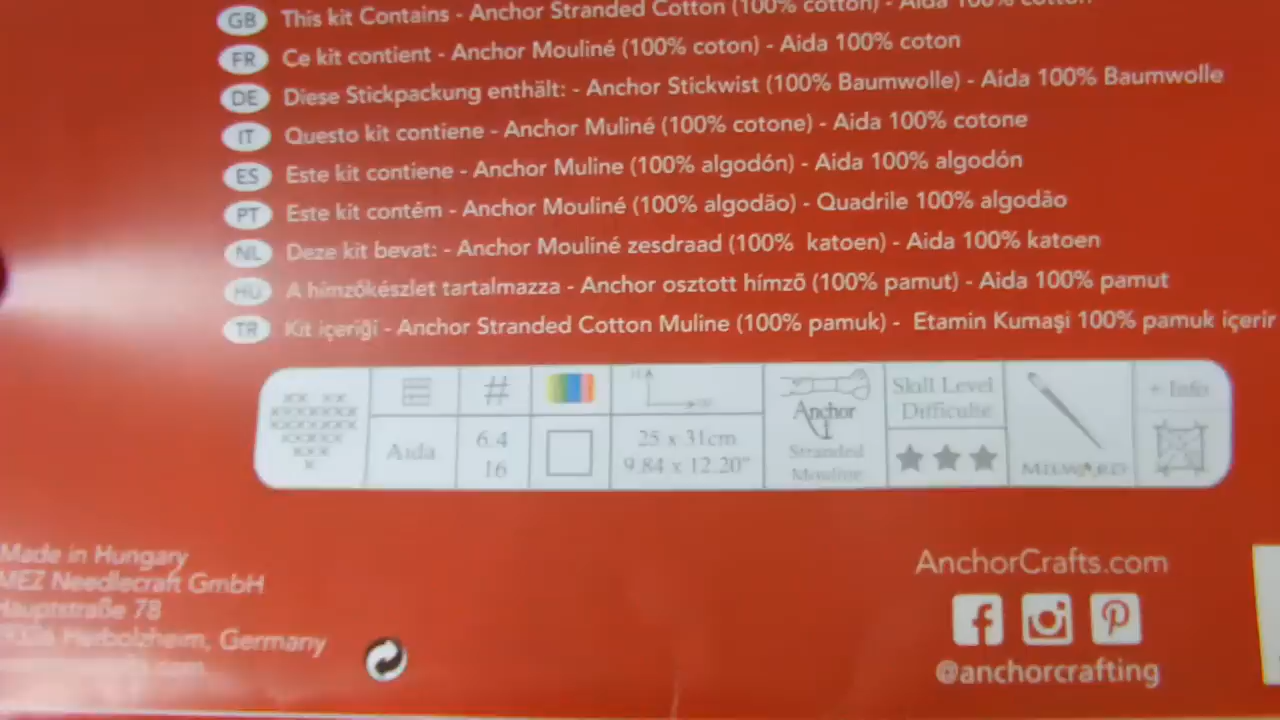 GB This kit Contains - Anchor Stranded Cotton (100% cotton) - Aida 100% cotton
FR Ce kit contient - Anchor Mouliné (100% coton) - Aida 100% coton
DE Diese Stickpackung enthält: - Anchor Stickwist (100% Baumwolle) - Aida 100% Baumwolle
IT Questo kit contiene - Anchor Muliné (100% cotone) - Aida 100% cotone
ES Este kit contiene - Anchor Muline (100% algodón) - Aida 100% algodón
PT Este kit contém - Anchor Mouliné (100% algodão) - Quadrile 100% algodão
NL Deze kit bevat: - Anchor Mouliné zesdraad (100% katoen) - Aida 100% katoen
HU A hímzőkészlet tartalmazza - Anchor osztott hímző (100% pamut) - Aida 100% pamut
TR Kit içeriği - Anchor Stranded Cotton Muline (100% pamuk) - Etamin Kumaşi 100% pamuk içerir
#
Anchor
Skill Level
Difficulte
+ Info
Aida
6.4
16
25 x 31cm
9.84 x 12.20"
Stranded
Mouline
MILWARD
Made in Hungary
MEZ Needlecraft GmbH
Hauptstraße 78
Herbolzheim, Germany
AnchorCrafts.com
@anchorcrafting